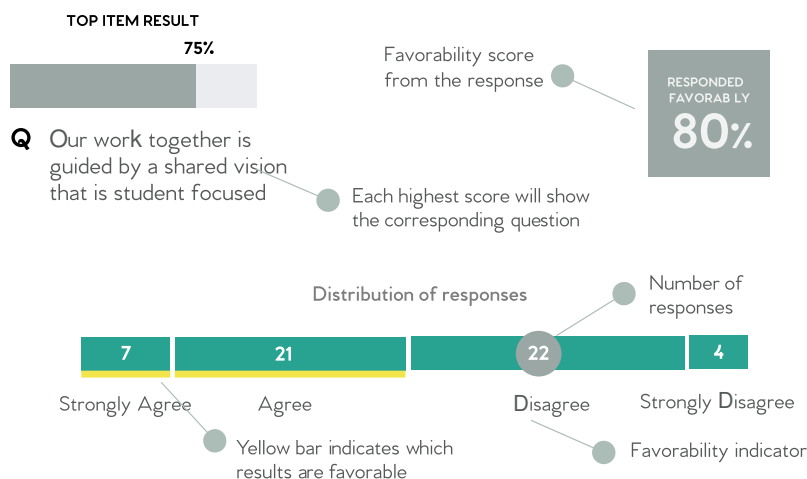 TOP ITEM RESULT
75%
Q Our work together is
guided by a shared vision
that is student focused
Favorability score
from the response
RESPONDED
FAVORAB LY
80%
Each highest score will show
the corresponding question
Distribution of responses
Number of
responses
7
21
22
4
Strongly Agree
Agree
Disagree
Strongly Disagree
Yellow bar indicates which
results are favorable
Favorability indicator